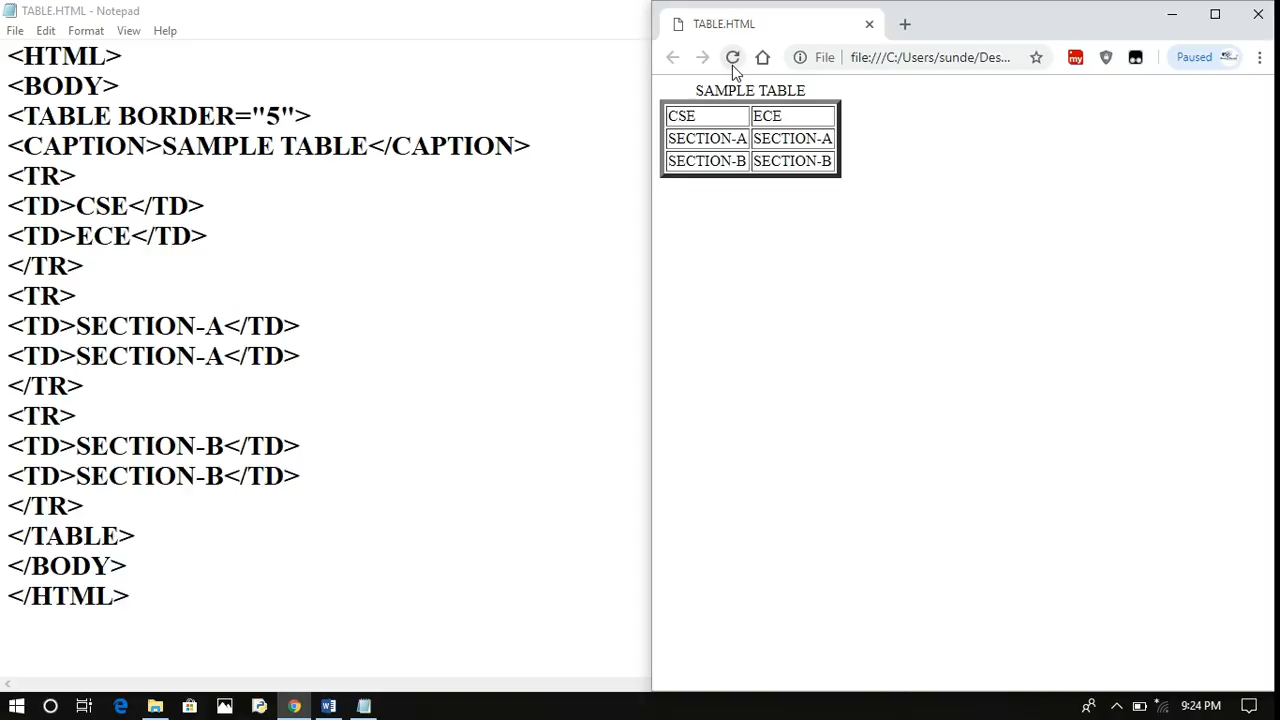 TABLE.HTML - Notepad
File Edit Format View Help
<HTML>
<BODY>
<TABLE BORDER="5">
<CAPTION>SAMPLE TABLE</CAPTION>
<TR>
<TD>CSE</TD>
<TD>ECE</TD>
</TR>
<TR>
<TD>SECTION-A</TD>
<TD>SECTION-A</TD>
</TR>
<TR>
<TD>SECTION-B</TD>
<TD>SECTION-B</TD>
</TR>
</TABLE>
</BODY>
</HTML>
TABLE.HTML
File file:///C:/Users/sunde/Des... my Paused
SAMPLE TABLE
CSE ECE
SECTION-A SECTION-A
SECTION-B SECTION-B
9:24 PM